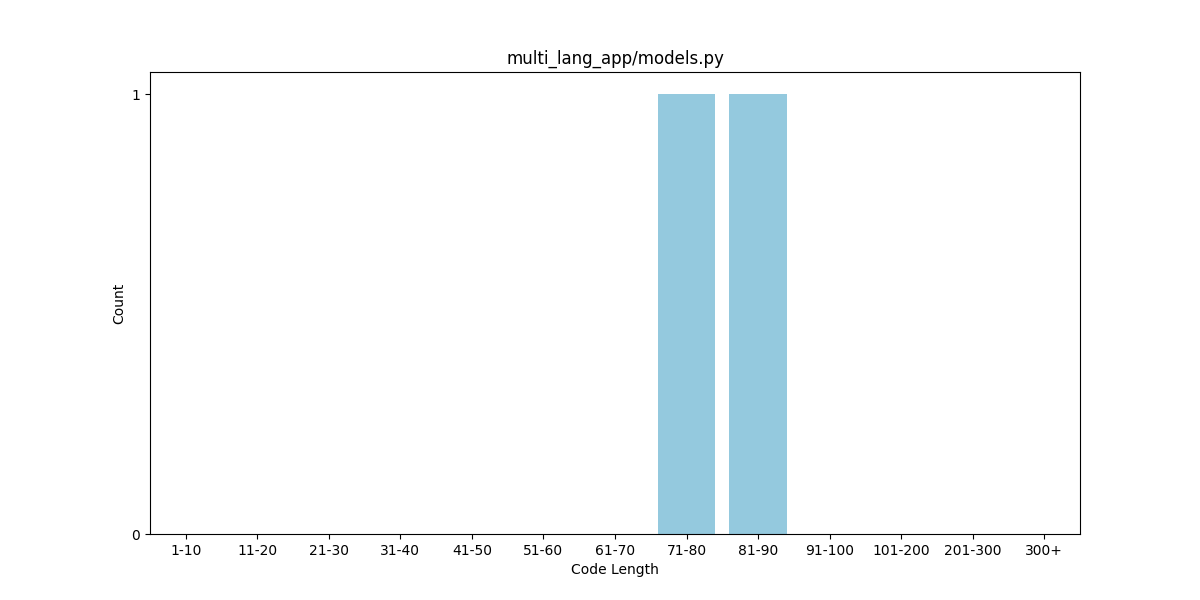 multi_lang_app/models.py
1
0
Count
1-10 11-20 21-30 31-40 41-50 51-60 61-70 71-80 81-90 91-100 101-200 201-300 300+
Code Length